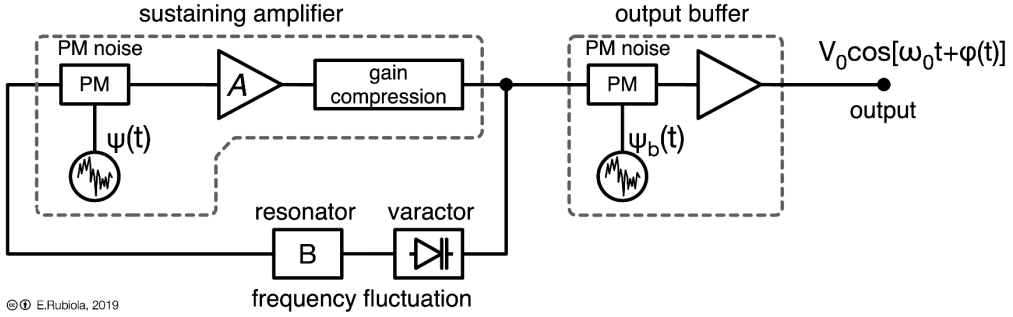 sustaining amplifier
output buffer
PM noise
PM
A
gain
compression
ψ(t)
PM noise
PM
ψb(t)
V0cos[ω0t+φ(t)]
output
resonator
varactor
B
frequency fluctuation
cc E.Rubiola, 2019